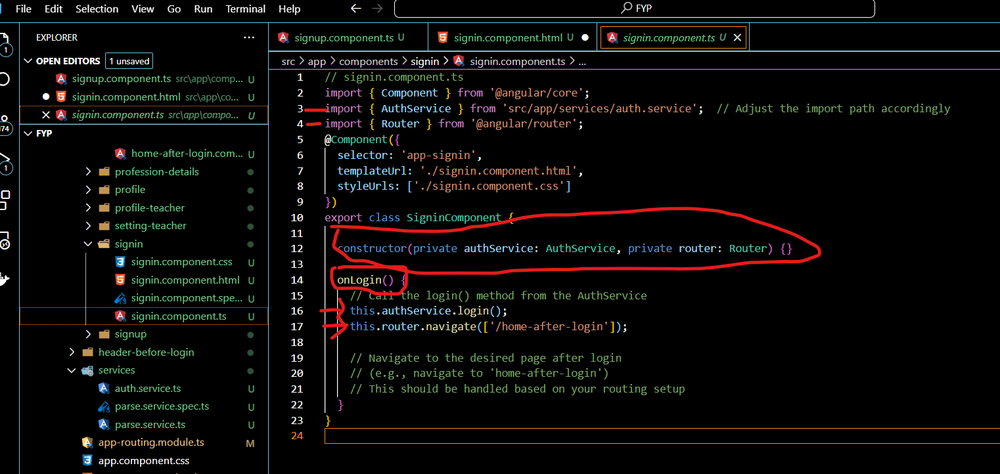 File Edit Selection View Go Run Terminal Help
FYP
EXPLORER ...
signup.component.ts U
signin.component.html U
signin.component.ts U
OPEN EDITORS 1 unsaved
src > app > components > signin > signin.component.ts > ...
signup.component.ts src\app\comp... U
signin.component.html src\app\co... U
signin.component.ts src\app\compo... U
FYP
home-after-login.com... U
profession-details
profile
profile-teacher
setting-teacher
signin
signin.component.css U
signin.component.html U
signin.component.spe... U
signin.component.ts U
signup
header-before-login
services
auth.service.ts U
parse.service.spec.ts U
parse.service.ts U
app-routing.module.ts M
app.component.css
1
74
1
1 // signin.component.ts
2 import { Component } from '@angular/core';
3 import { AuthService } from 'src/app/services/auth.service';  // Adjust the import path accordingly
4 import { Router } from '@angular/router';
5 @Component({
6 selector: 'app-signin',
7 templateUrl: './signin.component.html',
8 styleUrls: ['./signin.component.css']
9 })
10 export class SigninComponent {
11
12 constructor(private authService: AuthService, private router: Router) {}
13
14 onLogin() {
15 // Call the login() method from the AuthService
16 this.authService.login();
17 this.router.navigate(['/home-after-login']);
18
19 // Navigate to the desired page after login
20 // (e.g., navigate to 'home-after-login')
21 // This should be handled based on your routing setup
22 }
23 }
24